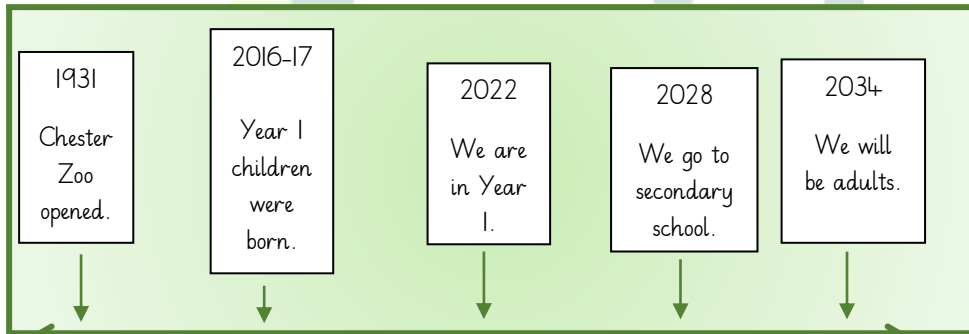 1931
Chester
Zoo
opened.
2016-17
Year 1
children
were
born.
2022
We are
in Year
1.
2028
We go to
secondary
school.
2034
We will
be adults.